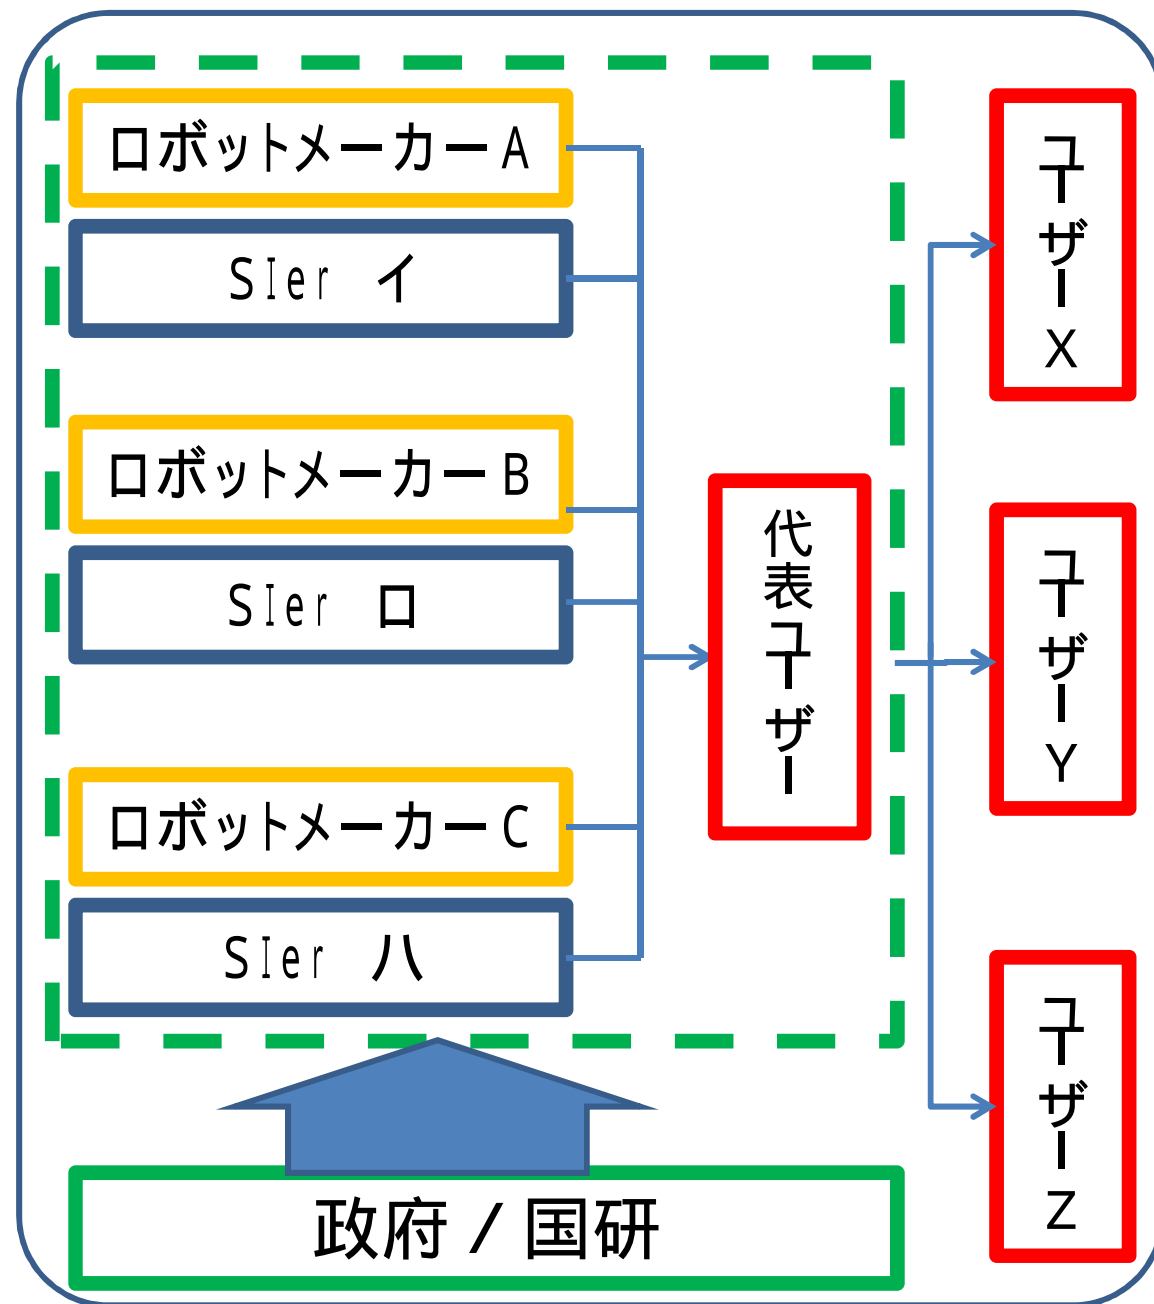 ロボットメーカーA
SIer イ
ロボットメーカーB
SIer ロ
ロボットメーカーC
SIer ハ
代表ユーザー
ユーザーX
ユーザーY
ユーザーZ
政府/国研